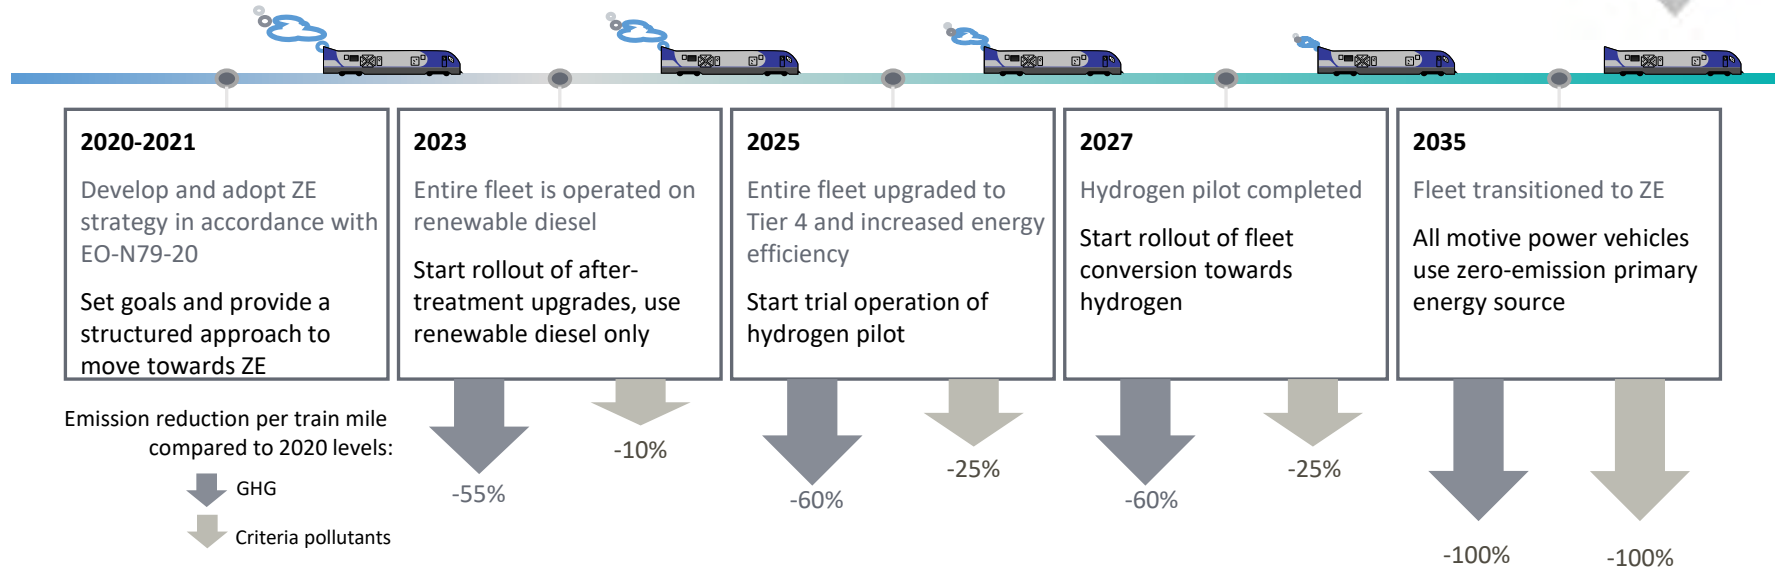 2020-2021
Develop and adopt ZE
strategy in accordance with
EO-N79-20
Set goals and provide a
structured approach to
move towards ZE
2023
Entire fleet is operated on
renewable diesel
Start rollout of after-
treatment upgrades, use
renewable diesel only
2025
Entire fleet upgraded to
Tier 4 and increased energy
efficiency
Start trial operation of
hydrogen pilot
2027
Hydrogen pilot completed
Start rollout of fleet
conversion towards
hydrogen
2035
Fleet transitioned to ZE
All motive power vehicles
use zero-emission primary
energy source
Emission reduction per train mile
compared to 2020 levels:
GHG
Criteria pollutants
-55%
-10%
-60%
-25%
-60%
-25%
-100%
-100%